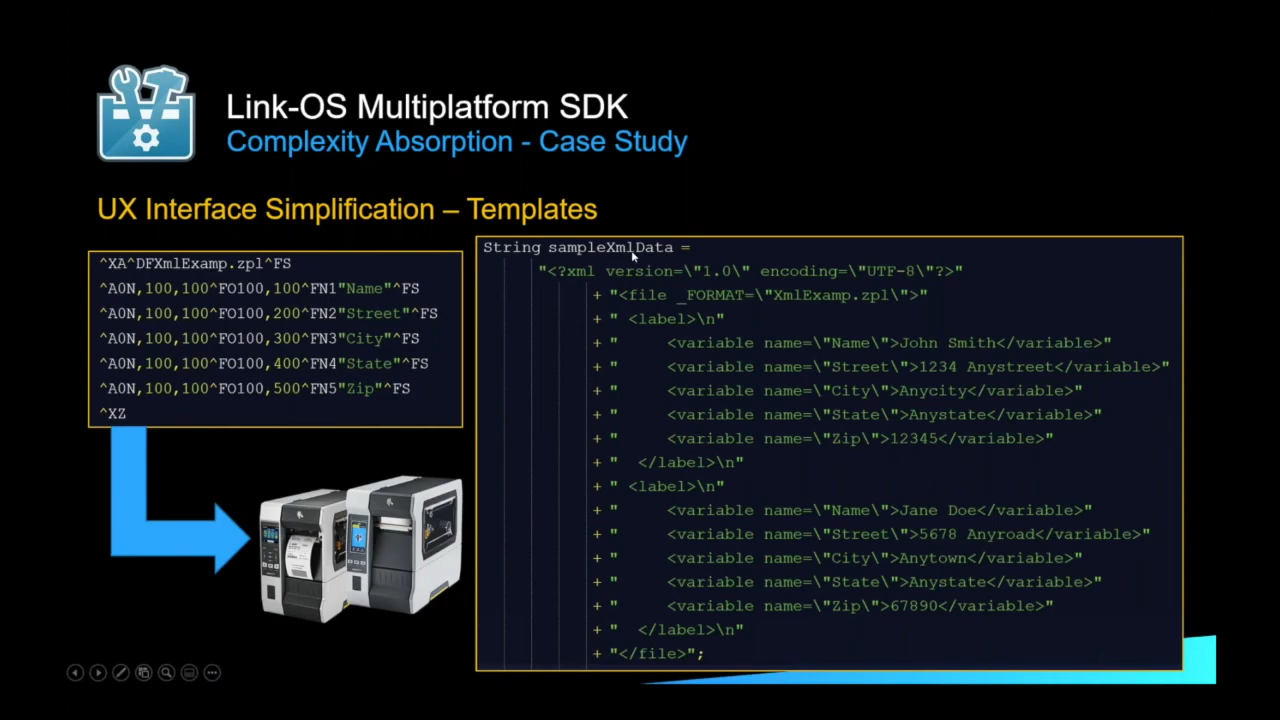 Link-OS Multiplatform SDK
Complexity Absorption - Case Study
UX Interface Simplification – Templates
^XA^DFXmlExamp.zpl^FS
^A0N,100,100^FO100,100^FN1"Name"^FS
^A0N,100,100^FO100,200^FN2"Street"^FS
^A0N,100,100^FO100,300^FN3"City"^FS
^A0N,100,100^FO100,400^FN4"State"^FS
^A0N,100,100^FO100,500^FN5"Zip"^FS
^XZ
String sampleXmlData =
"<?xml version=\"1.0\" encoding=\"UTF-8\"?>"
+ "<file _FORMAT=\"XmlExamp.zpl\">"
+ " <label>\n"
+ "     <variable name=\"Name\">John Smith</variable>"
+ "     <variable name=\"Street\">1234 Anystreet</variable>"
+ "     <variable name=\"City\">Anycity</variable>"
+ "     <variable name=\"State\">Anystate</variable>"
+ "     <variable name=\"Zip\">12345</variable>"
+ "  </label>\n"
+ " <label>\n"
+ "     <variable name=\"Name\">Jane Doe</variable>"
+ "     <variable name=\"Street\">5678 Anyroad</variable>"
+ "     <variable name=\"City\">Anytown</variable>"
+ "     <variable name=\"State\">Anystate</variable>"
+ "     <variable name=\"Zip\">67890</variable>"
+ "  </label>\n"
+ "</file>";